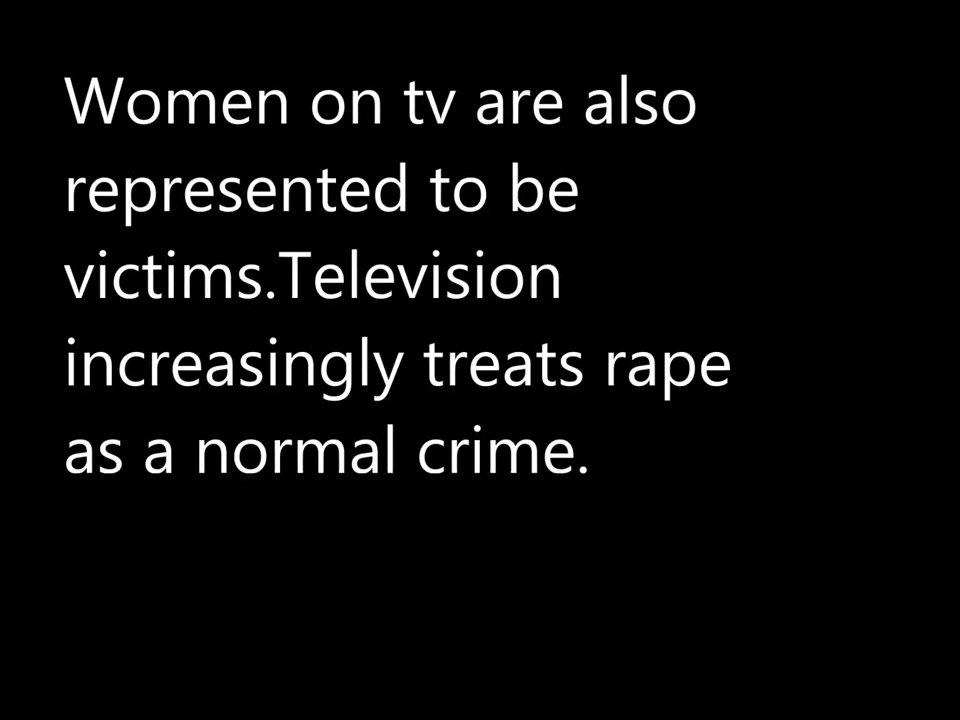 Women on tv are also
represented to be
victims.Television
increasingly treats rape
as a normal crime.